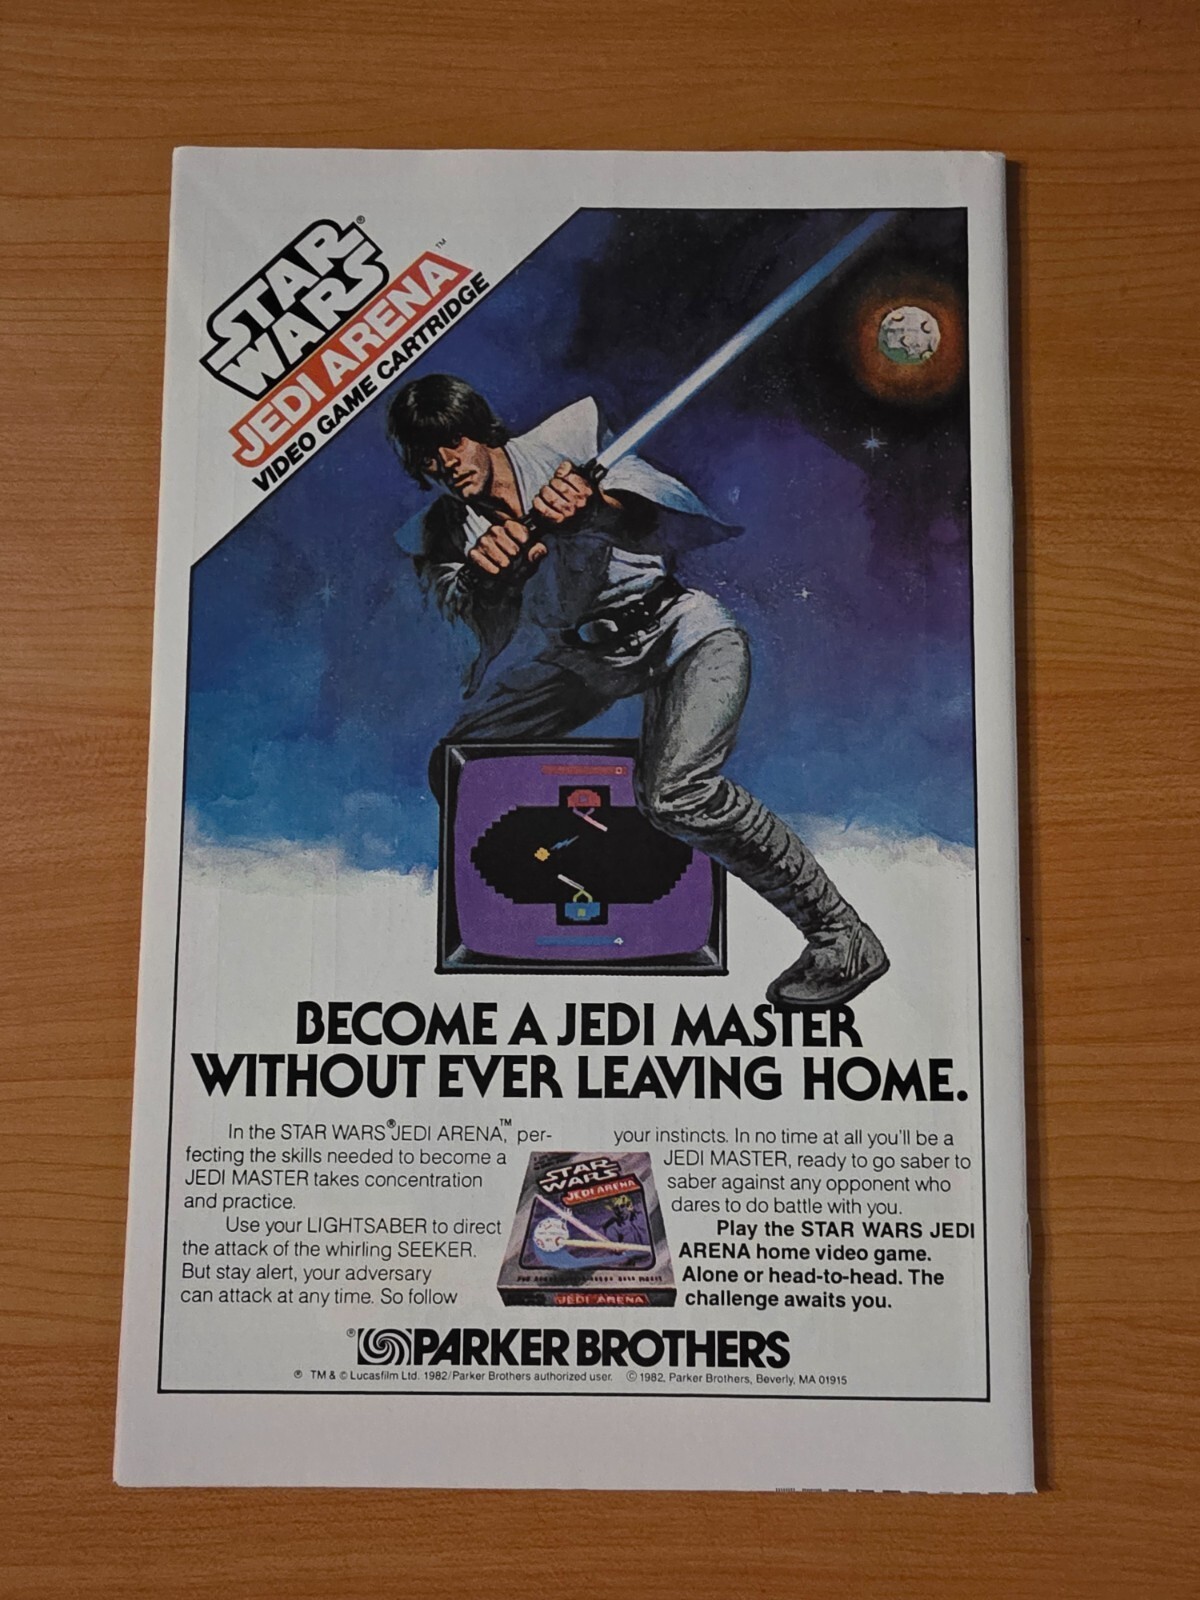 STAR
WARS®
JEDI ARENA™
VIDEO GAME CARTRIDGE
0
4
BECOME A JEDI MASTER
WITHOUT EVER LEAVING HOME.
In the STAR WARS® JEDI ARENA,™ per-
fecting the skills needed to become a
JEDI MASTER takes concentration
and practice.
Use your LIGHTSABER to direct
the attack of the whirling SEEKER.
But stay alert, your adversary
can attack at any time. So follow
your instincts. In no time at all you'll be a
JEDI MASTER, ready to go saber to
saber against any opponent who
dares to do battle with you.
Play the STAR WARS JEDI
ARENA home video game.
Alone or head-to-head. The
challenge awaits you.
STAR
WARS
JEDI ARENA
JEDI ARENA
® PARKER BROTHERS
® TM & © Lucasfilm Ltd. 1982/Parker Brothers authorized user. © 1982, Parker Brothers, Beverly, MA 01915